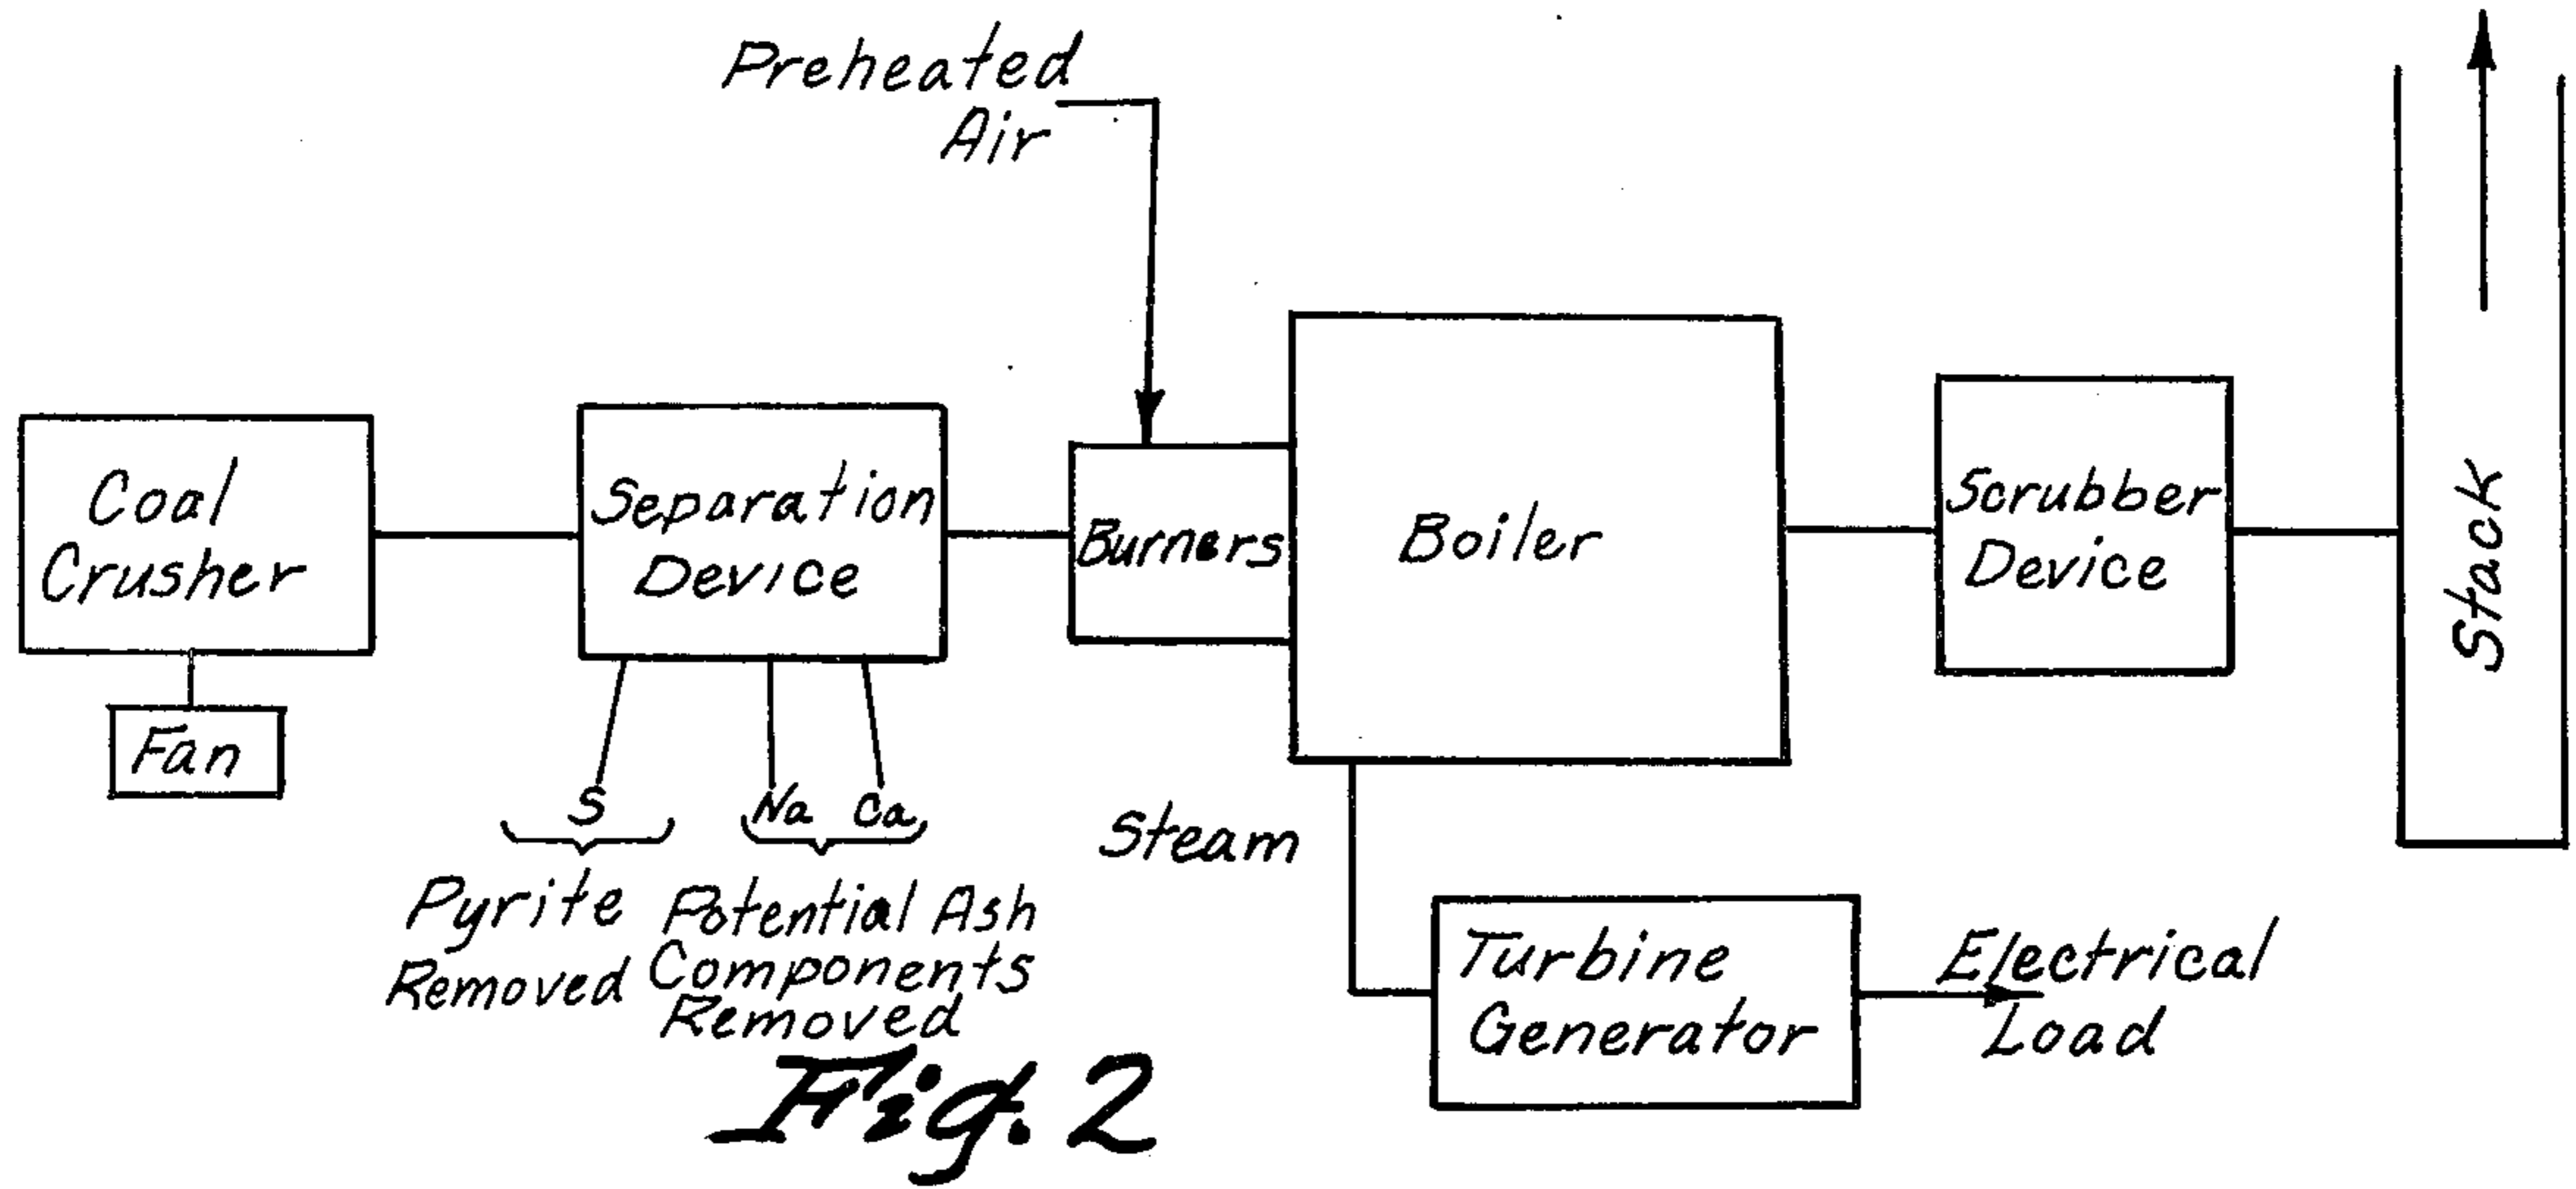 Preheated
Air
Coal
Crusher
Fan
Separation
Device
S
Na Ca
Pyrite
Removed
Potential Ash
Components
Removed
Burners
Boiler
Steam
Turbine
Generator
Electrical
Load
Scrubber
Device
Stack
Fig. 2